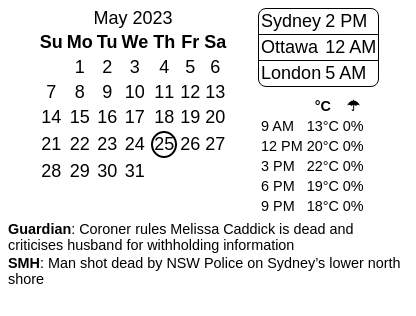 May 2023
Su Mo Tu We Th Fr Sa
1 2 3 4 5 6
7 8 9 10 11 12 13
14 15 16 17 18 19 20
21 22 23 24 25 26 27
28 29 30 31
Sydney 2 PM
Ottawa 12 AM
London 5 AM
°C ☂
9 AM 13°C 0%
12 PM 20°C 0%
3 PM 22°C 0%
6 PM 19°C 0%
9 PM 18°C 0%
Guardian: Coroner rules Melissa Caddick is dead and
criticises husband for withholding information
SMH: Man shot dead by NSW Police on Sydney’s lower north
shore